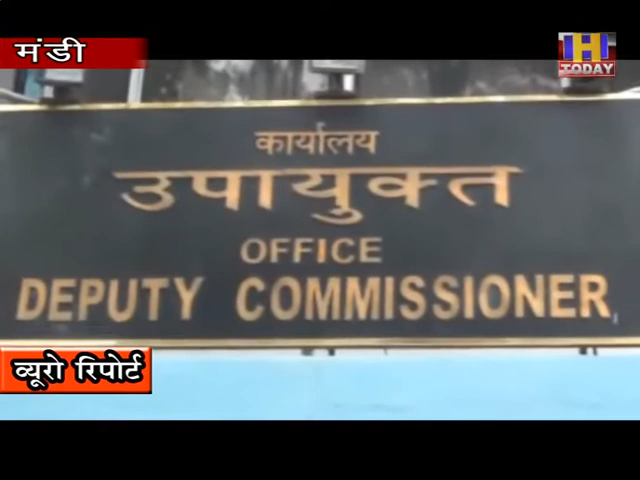 मंडी
H
TODAY
कार्यालय
उपायुक्त
OFFICE
DEPUTY COMMISSIONER,
व्यूरो रिपोर्ट